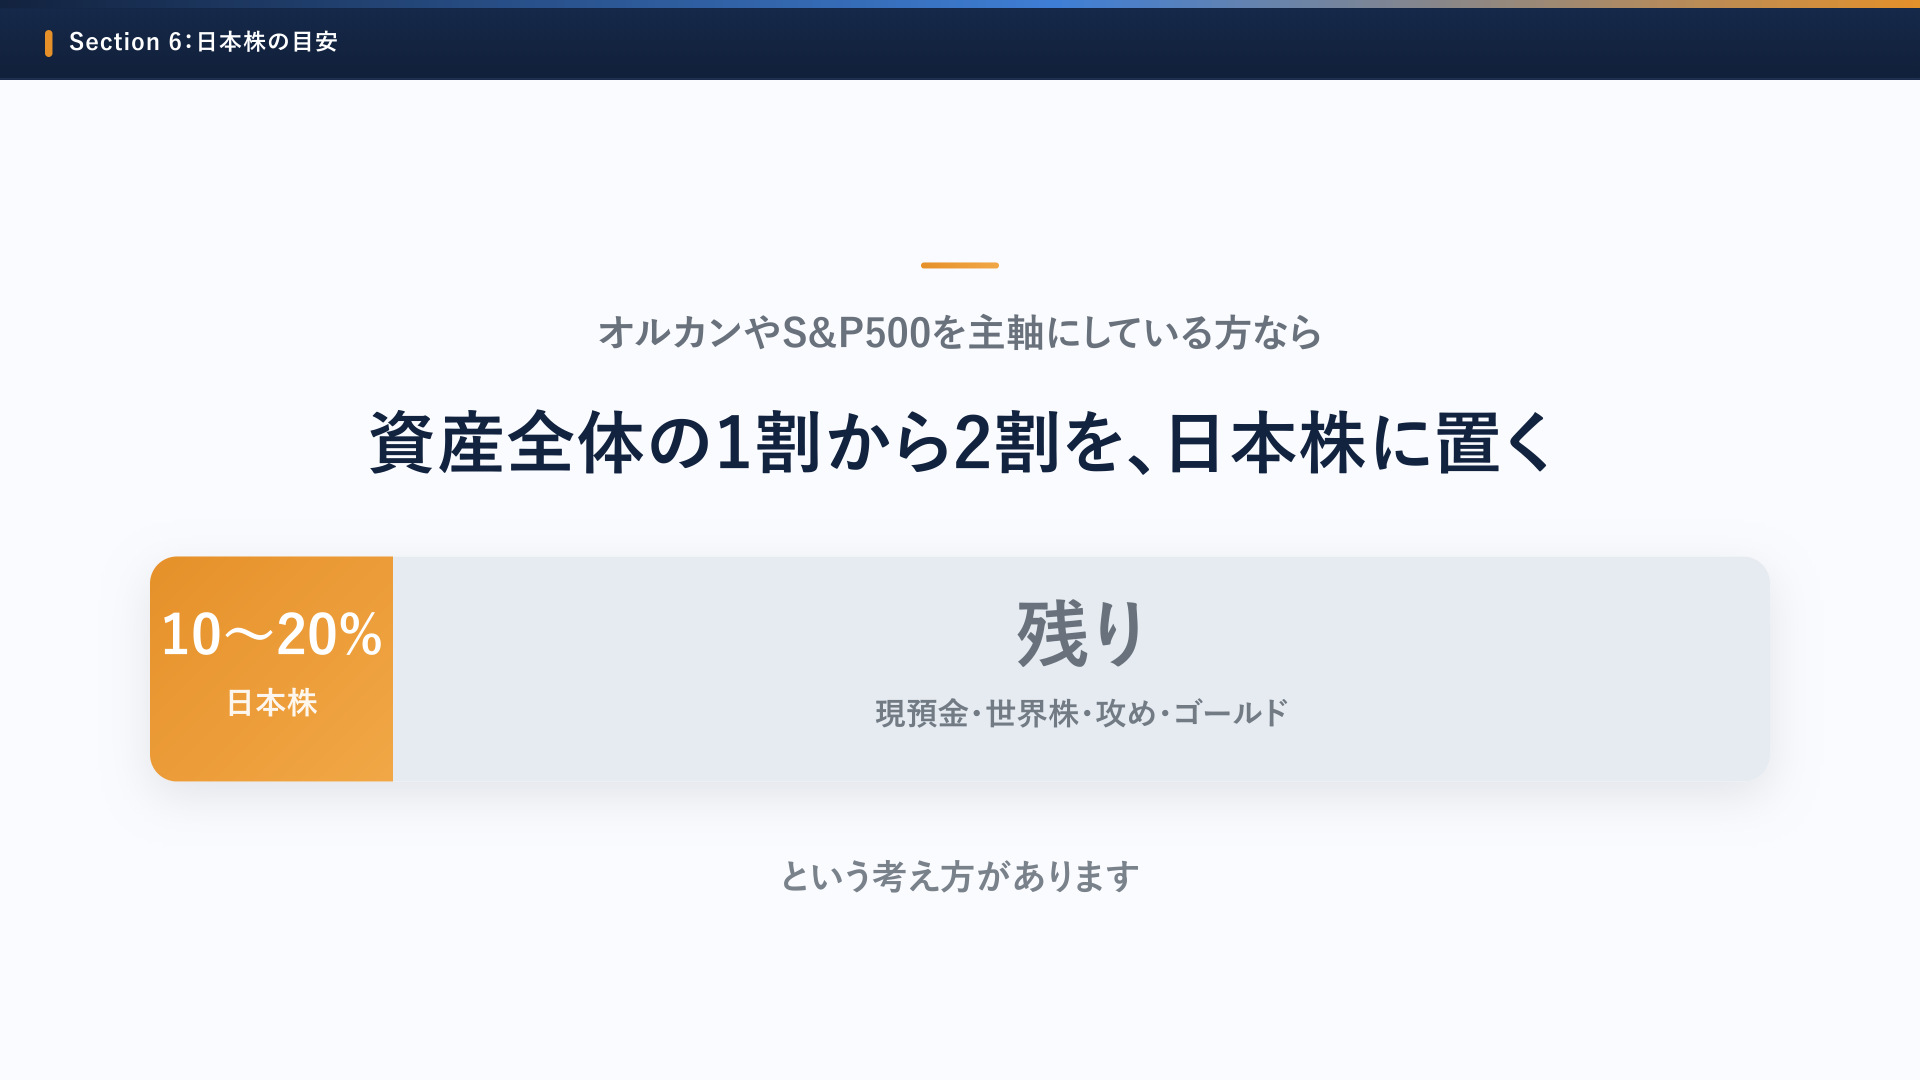 Section 6：日本株の目安
オルカンやS&P500を主軸にしている方なら
資産全体の1割から2割を、日本株に置く
10〜20%
日本株
残り
現預金・世界株・攻め・ゴールド
という考え方があります